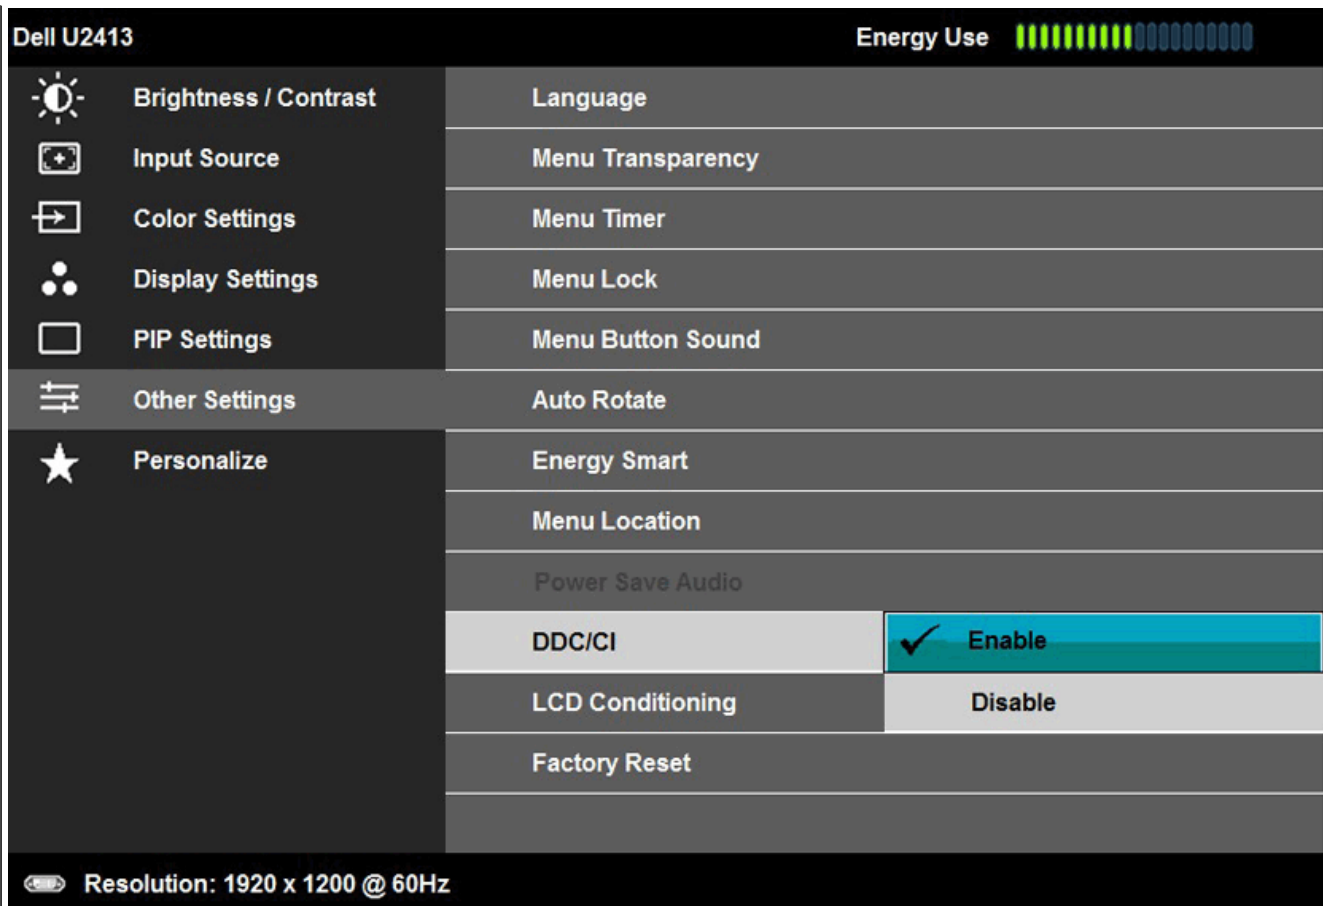 Dell U2413 Energy Use
Brightness / Contrast
Input Source
Color Settings
Display Settings
PIP Settings
Other Settings
Personalize
Language
Menu Transparency
Menu Timer
Menu Lock
Menu Button Sound
Auto Rotate
Energy Smart
Menu Location
Power Save Audio
DDC/CI
Enable
LCD Conditioning
Disable
Factory Reset
Resolution: 1920 x 1200 @ 60Hz